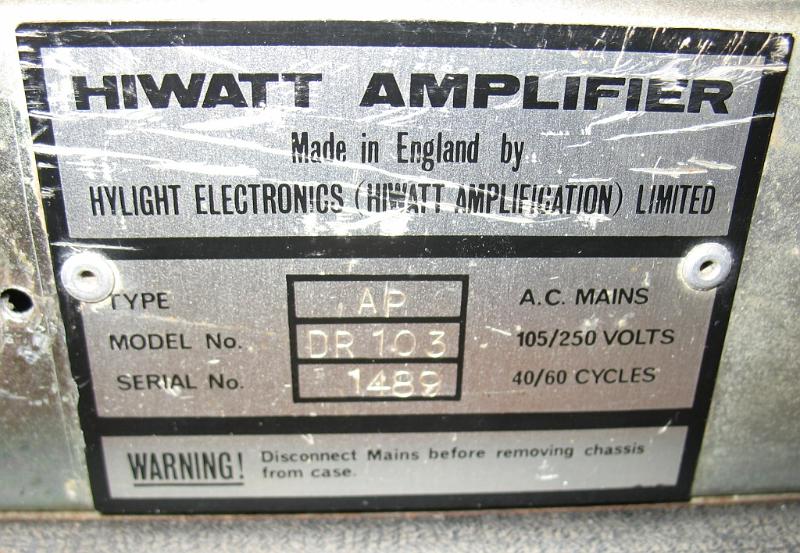 HIWATT AMPLIFIER
Made in England by
HYLIGHT ELECTRONICS (HIWATT AMPLIFICATION) LIMITED
TYPE AP A.C. MAINS
MODEL No. DR 103 105/250 VOLTS
SERIAL No. 1489 40/60 CYCLES
WARNING! Disconnect Mains before removing chassis
from case.